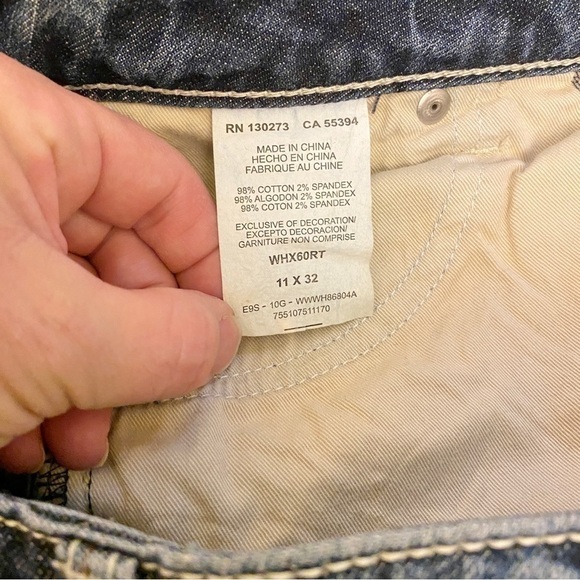 RN 130273 CA 55394
MADE IN CHINA
HECHO EN CHINA
FABRIQUE AU CHINE
98% COTTON 2% SPANDEX
98% ALGODON 2% SPANDEX
98% COTON 2% SPANDEX
EXCLUSIVE OF DECORATION/
EXCEPTO DECORACION/
GARNITURE NON COMPRISE
WHX60RT
11 X 32
E9S - 10G - WWWH86804A
755107511170